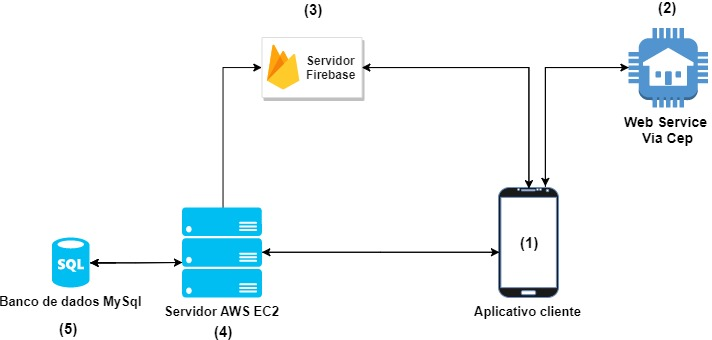 (3)
(2)
Servidor
Firebase
Web Service
Via Cep
(1)
SQL
Banco de dados MySql
Servidor AWS EC2
Aplicativo cliente
(5)
(4)